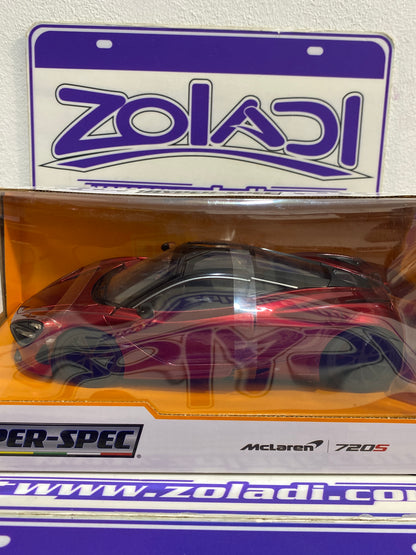 ZOLADI
PER-SPEC
McLaren | 720S
www.zoladi.co